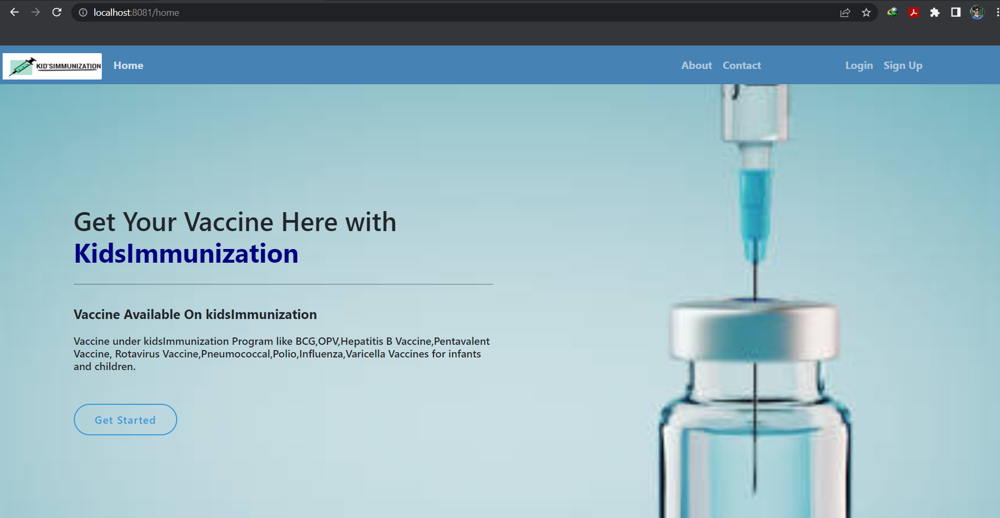 localhost:8081/home
KID'SIMMUNIZATION Home About Contact Login Sign Up
Get Your Vaccine Here with
KidsImmunization
Vaccine Available On kidsImmunization
Vaccine under kidsImmunization Program like BCG,OPV,Hepatitis B Vaccine,Pentavalent
Vaccine, Rotavirus Vaccine,Pneumococcal,Polio,Influenza,Varicella Vaccines for infants
and children.
Get Started